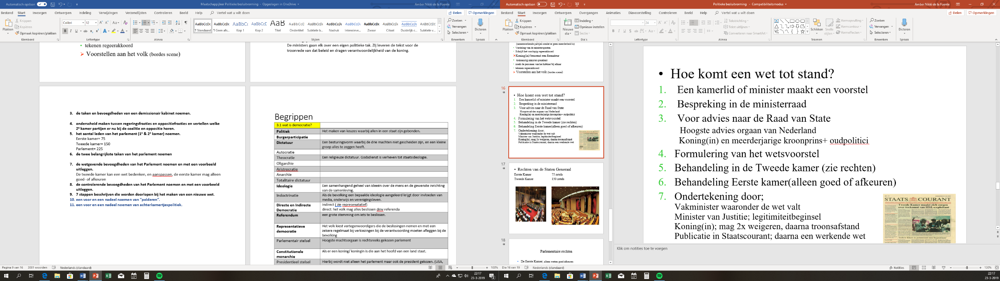 Automatisch opslaan
Maatschappijleer Politieke besluitvorming - Opgeslagen in OneDrive
Amber Nikki de la Fuente
Bestand Start Invoegen Ontwerpen Indeling Verwijzingen Verzendlijsten Controleren Beeld Help Vertel wat u wilt doen Delen Opmerkingen
Plakken
Knippen
Kopiëren
Opmaak kopiëren/plakken
Calibri 12
AaBbCcDc AaBbCcDc AaBbCc AaBbCcE AaB AaBbCcD AaBbCcDc AaBbCcDc AaBbCcDc AaBbCcDc AaBbCcDc AaBbCcDc AABBCCDC
¶ Standaard ¶ Geen afs... Kop 1 Kop 2 Titel Ondertitel Subtiele b... Nadruk Intensieve... Zwaar Citaat Duidelijk c... Subtiele v...
Zoeken
Vervangen
Selecteren
Dicteren
Klembord Lettertype Alinea Stijlen Bewerken Spraak
• tekenen regeerakkoord
Voorstellen aan het volk (bordes scene)
De ministers gaan elk over een eigen politieke tak. Zij leveren de tekst voor de
troonrede van dat beleid en dragen verantwoordelijkheid van de koning.
3. de taken en bevoegdheden van een demissionair kabinet noemen.
4. onderscheid maken tussen regeringsfracties en oppositiefracties en vertellen welke
2e kamer partijen er nu bij de coalitie en oppositie horen.
5. het aantal leden van het parlement (1e & 2e kamer) noemen.
Eerste kamer= 75
Tweede kamer= 150
Parlement= 225
6. de twee belangrijkste taken van het parlement noemen
7. de wetgevende bevoegdheden van het Parlement noemen en met een voorbeeld
uitleggen.
De tweede kamer kan een wet bedenken, en aanspassen, de eerste kamer mag alleen
goed- of afkeuren
8. de controlerende bevoegdheden van het Parlement noemen en met een voorbeeld
uitleggen.
9. 7 stappen beschrijven die worden doorlopen bij het maken van een nieuwe wet.
10. een voor en een nadeel noemen van "polderen".
11. een voor en een nadeel noemen van achterkamertjespolitiek.
Begrippen
3.1 wat is democratie?
Politiek Het maken van keuzes waarbij allen in een staat zijn gebonden.
Burgerparticipatie
Dictatuur Een besturingsvorm waarbij de drie machten niet gescheiden zijn, en een kleine
groep alles te zeggen heeft.
Autocratie
Theocratie Een religieuze dictatuur. Godsdienst is verheven tot staatsideologie.
Oligarchie
Aristrocratie
Anarchie
Totalitaire dictatuur
Ideologie Een samenhangend geheel van ideeën over de mens en de gewenste inrichting
van de samenleving.
Indoctrinatie Als de bevolking een bepaalde ideologie aangeleerd krijgt door invloeden van
media, onderwijs en verenigingsleven.
Directe en Indirecte Indirect ( zie represenatatief)
Democratie direct: het volk mag alles beslissen dmv referenda
Referendum een grote stemming om iets te beslissen.
Representatieve Het volk kiest vertegenwoordigers die de beslissingen nemen en met een
democratie zekere regelmaat bij verkiezingen bij de verantwoording moeten afleggen bij de
bevolking
Parlementair stelsel Hoogste machtsorgaan is rechtsreeks gekozen parlement
Constitutionele Als er een koning/ koningin is die aan het hoofd van een land staat.
monarchie
Presidentieel stelsel Hierbij wordt niet alleen het parlement maar ook de president gekozen. (USA,
Pagina 9 van 16 3081 woorden Nederlands (standaard) 100%
22:17
23-3-2019
Automatisch opslaan
Politieke besluitvorming - Compatibiliteitsmodus
Amber Nikki de la Fuente
Bestand Start Invoegen Ontwerpen Overgangen Animaties Diavoorstelling Controleren Beeld Help Vertel wat u wilt doen Delen Opmerkingen
Plakken
Knippen
Kopiëren
Opmaak kopiëren/plakken
Nieuwe dia
Indeling
Opnieuw instellen
Sectie
24
Tekstrichting
Tekst uitlijnen
Converteren naar SmartArt
Schikken
Snelle stijlen
Vormopvulling
Vormcontour
Vormeffecten
Zoeken
Vervangen
Selecteren
Dicteren
Klembord Dia's Lettertype Alinea Tekenen Bewerken Spraak
(samenwerkende partijen omdat er geen meerderheid is)
• Verdeling van de ministersposten
• Schrijft het voorlopig regeerakkoord
Koning(in) benoemt een formateur
• toekomstig minister-president
• zoekt de personen van het kabinet bij elkaar
• tekenen regeerakkoord
Voorstellen aan het volk (bordes scene)
16
• Hoe komt een wet tot stand?
1. Een kamerlid of minister maakt een voorstel
2. Bespreking in de ministerraad
3. Voor advies naar de Raad van State
Hoogste advies orgaan van Nederland
Koning(in) en meerderjarige kroonprins+ oudpolitici
4. Formulering van het wetsvoorstel
5. Behandeling in de Tweede kamer (zie rechten)
6. Behandeling Eerste kamer(alleen goed of afkeuren)
7. Ondertekening door;
Vakminister waaronder de wet valt
Minister van Justitie; legitimiteitbeginsel
Koning(in); mag 2x weigeren, daarna troonsafstand
Publicatie in Staatscourant; daarna een werkende wet
17
• Rechten van de Staten Generaal
Eerste Kamer 75 zetels
Tweede Kamer 150 zetels
18
Parlementaire rechten
• De Eerste Kamer; alleen wetten goed/afkeuren
• Hoe komt een wet tot stand?
1. Een kamerlid of minister maakt een voorstel
2. Bespreking in de ministerraad
3. Voor advies naar de Raad van State
Hoogste advies orgaan van Nederland
Koning(in) en meerderjarige kroonprins+ oudpolitici
4. Formulering van het wetsvoorstel
5. Behandeling in de Tweede kamer (zie rechten)
6. Behandeling Eerste kamer(alleen goed of afkeuren)
7. Ondertekening door;
Vakminister waaronder de wet valt
Minister van Justitie; legitimiteitbeginsel
Koning(in); mag 2x weigeren, daarna troonsafstand
Publicatie in Staatscourant; daarna een werkende wet
STAATS COURANT
Tweede Kamer maakt zich zorgen
over toekomst van HSL-exploitant
Klik om notities toe te voegen
Dia 16 van 19 Nederlands (standaard) Notities 130%
22:17
23-3-2019